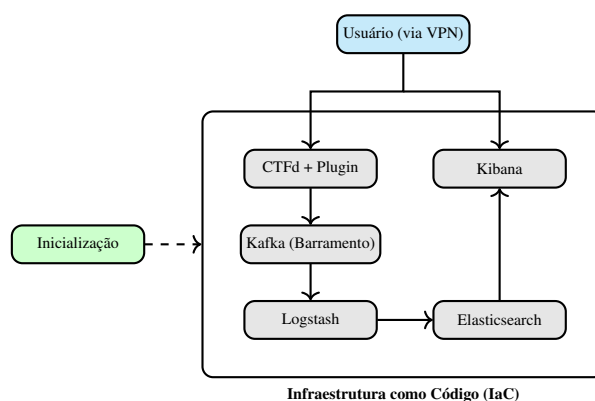 Usuário (via VPN)
CTFd + Plugin
Kibana
Inicialização
Kafka (Barramento)
Logstash
Elasticsearch
Infraestrutura como Código (IaC)